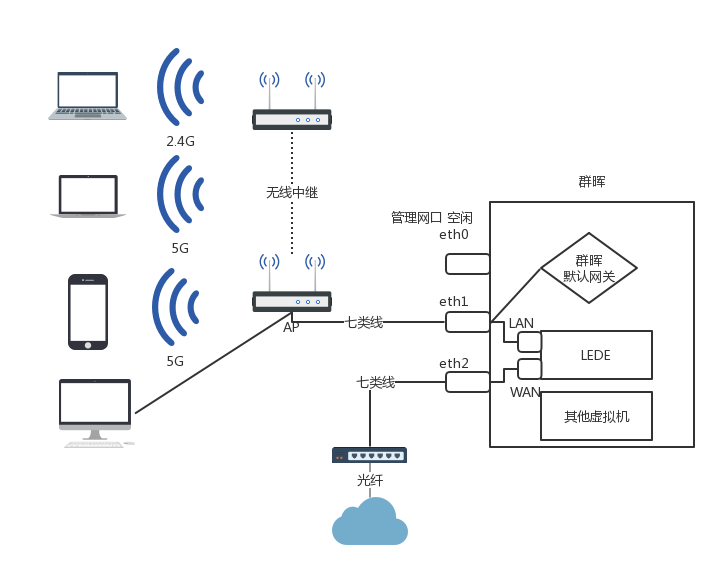 2.4G
5G
5G
无线中继
AP
七类线
七类线
光纤
管理网口 空闲
eth0
eth1
eth2
群晖
群晖
默认网关
LAN
LEDE
WAN
其他虚拟机